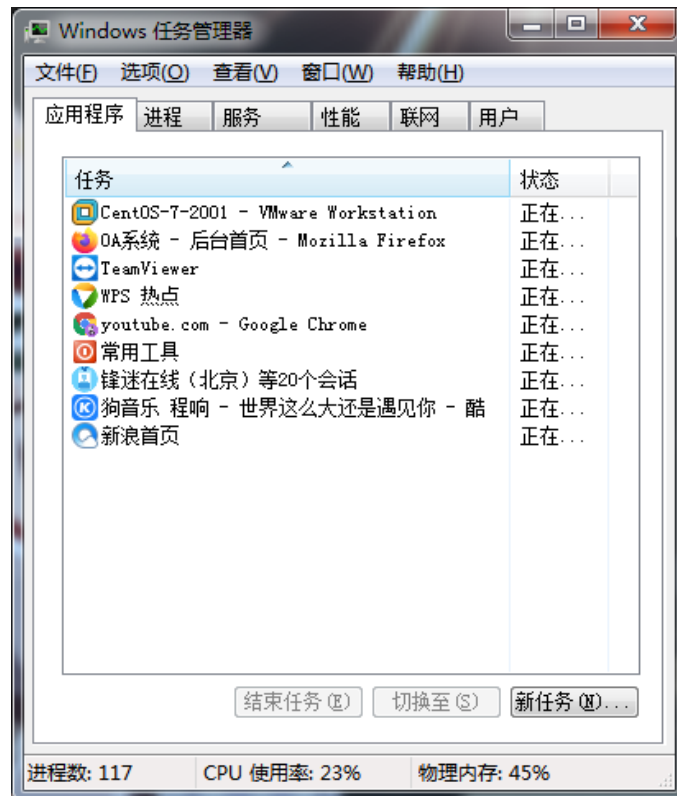 Windows 任务管理器
文件(F) 选项(O) 查看(V) 窗口(W) 帮助(H)
应用程序 进程 服务 性能 联网 用户
任务 状态
CentOS-7-2001 - VMware Workstation 正在...
OA系统 - 后台首页 - Mozilla Firefox 正在...
TeamViewer 正在...
WPS 热点 正在...
youtube.com - Google Chrome 正在...
常用工具 正在...
锋迷在线（北京）等20个会话 正在...
狗音乐 程响 - 世界这么大还是遇见你 - 酷 正在...
新浪首页 正在...
结束任务(E) 切换至(S) 新任务(N)...
进程数: 117 CPU 使用率: 23% 物理内存: 45%